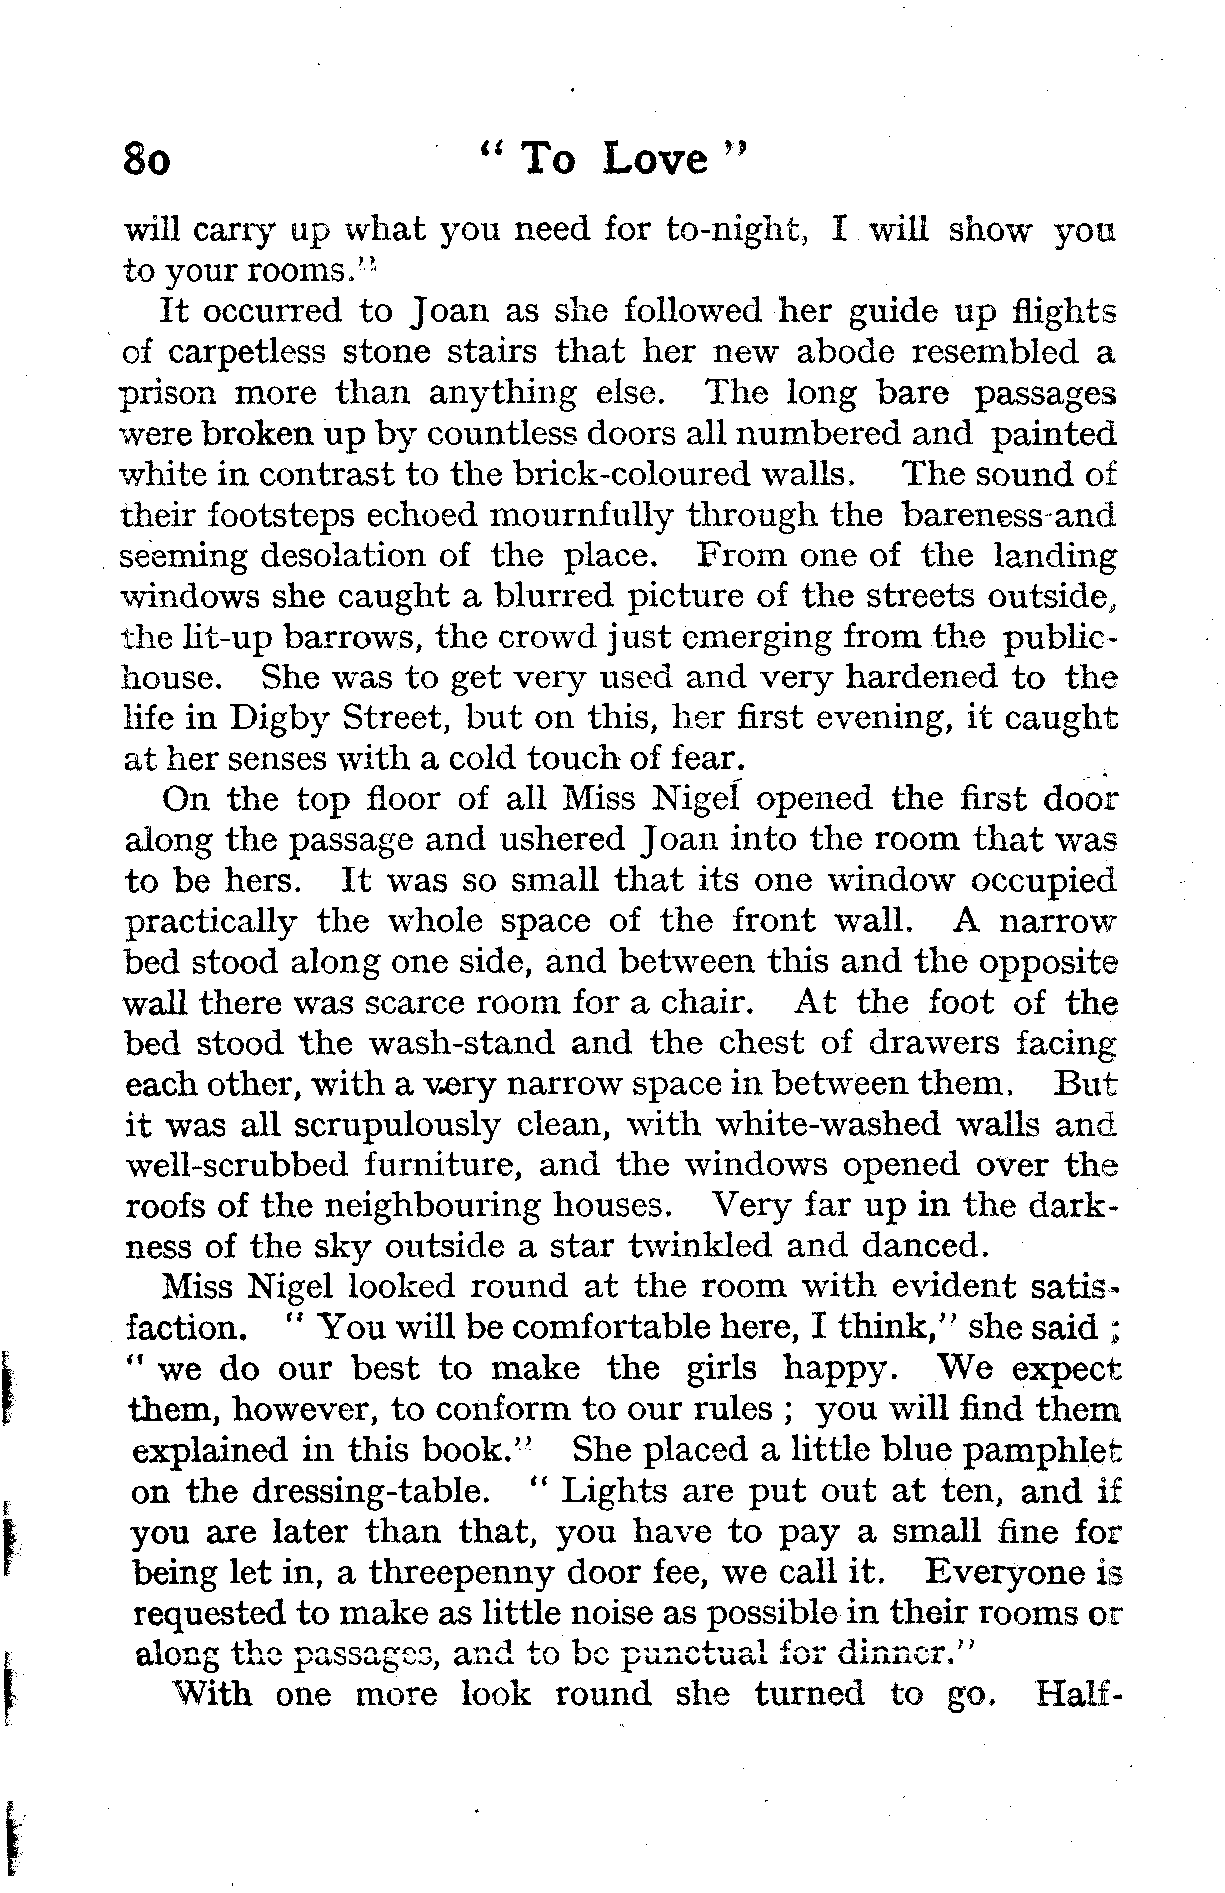 80 " To Love "
will carry up what you need for to-night, I will show you
to your rooms."
It occurred to Joan as she followed her guide up flights
of carpetless stone stairs that her new abode resembled a
prison more than anything else. The long bare passages
were broken up by countless doors all numbered and painted
white in contrast to the brick-coloured walls. The sound of
their footsteps echoed mournfully through the bareness and
seeming desolation of the place. From one of the landing
windows she caught a blurred picture of the streets outside,
the lit-up barrows, the crowd just emerging from the public-
house. She was to get very used and very hardened to the
life in Digby Street, but on this, her first evening, it caught
at her senses with a cold touch of fear.
On the top floor of all Miss Nigel opened the first door
along the passage and ushered Joan into the room that was
to be hers. It was so small that its one window occupied
practically the whole space of the front wall. A narrow
bed stood along one side, and between this and the opposite
wall there was scarce room for a chair. At the foot of the
bed stood the wash-stand and the chest of drawers facing
each other, with a very narrow space in between them. But
it was all scrupulously clean, with white-washed walls and
well-scrubbed furniture, and the windows opened over the
roofs of the neighbouring houses. Very far up in the dark-
ness of the sky outside a star twinkled and danced.
Miss Nigel looked round at the room with evident satis-
faction. " You will be comfortable here, I think," she said ;
" we do our best to make the girls happy. We expect
them, however, to conform to our rules ; you will find them
explained in this book." She placed a little blue pamphlet
on the dressing-table. " Lights are put out at ten, and if
you are later than that, you have to pay a small fine for
being let in, a threepenny door fee, we call it. Everyone is
requested to make as little noise as possible in their rooms or
along the passages, and to be punctual for dinner."
With one more look round she turned to go. Half-